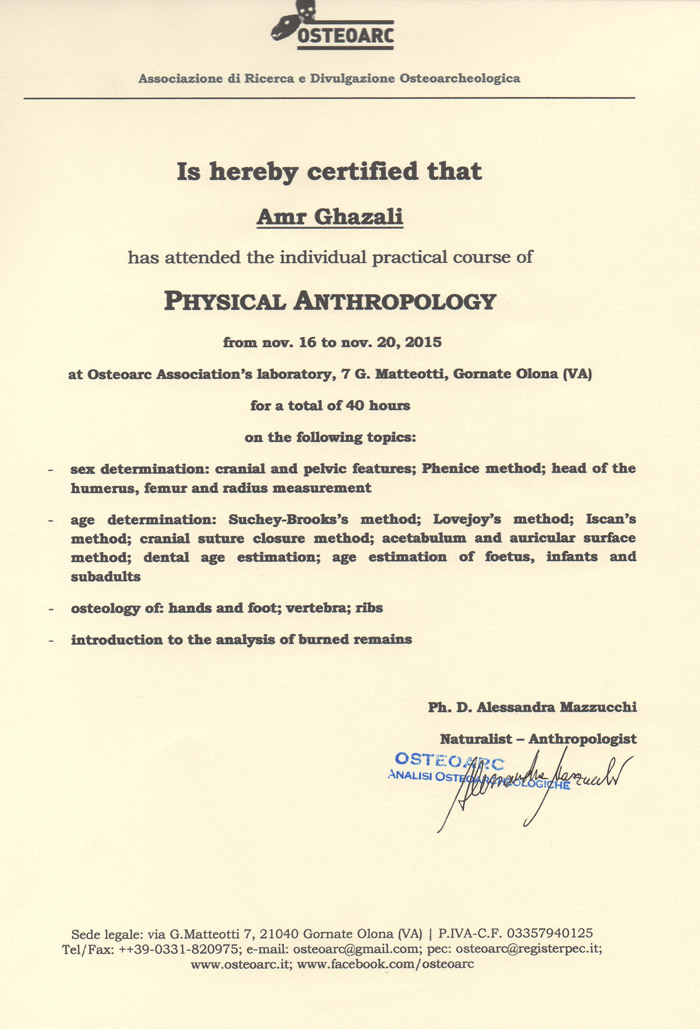 OSTEOARC
Associazione di Ricerca e Divulgazione Osteoarcheologica
Is hereby certified that
Amr Ghazali
has attended the individual practical course of
PHYSICAL ANTHROPOLOGY
from nov. 16 to nov. 20, 2015
at Osteoarc Association's laboratory, 7 G. Matteotti, Gornate Olona (VA)
for a total of 40 hours
on the following topics:
- sex determination: cranial and pelvic features; Phenice method; head of the
humerus, femur and radius measurement
- age determination: Suchey-Brooks's method; Lovejoy's method; Iscan's
method; cranial suture closure method; acetabulum and auricular surface
method; dental age estimation; age estimation of foetus, infants and
subadults
- osteology of: hands and foot; vertebra; ribs
- introduction to the analysis of burned remains
Ph. D. Alessandra Mazzucchi
Naturalist – Anthropologist
OSTEOARC
ANALISI OSTEOARCHEOLOGICHE
Alessandra Mazzucchi
Sede legale: via G.Matteotti 7, 21040 Gornate Olona (VA) | P.IVA-C.F. 03357940125
Tel/Fax: ++39-0331-820975; e-mail: osteoarc@gmail.com; pec: osteoarc@registerpec.it;
www.osteoarc.it; www.facebook.com/osteoarc